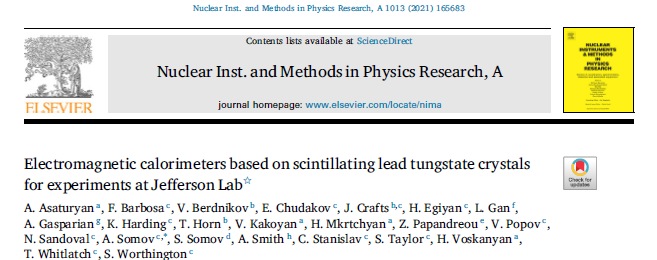 Nuclear Inst. and Methods in Physics Research, A 1013 (2021) 165683
Contents lists available at ScienceDirect
Nuclear Inst. and Methods in Physics Research, A
journal homepage: www.elsevier.com/locate/nima
ELSEVIER
NUCLEAR
INSTRUMENTS
& METHODS
IN
PHYSICS
RESEARCH
Electromagnetic calorimeters based on scintillating lead tungstate crystals
for experiments at Jefferson Lab☆
Check for
updates
A. Asaturyan a, F. Barbosa c, V. Berdnikov b, E. Chudakov c, J. Crafts b,c, H. Egiyan c, L. Gan f,
A. Gasparian g, K. Harding c, T. Horn b, V. Kakoyan a, H. Mkrtchyan a, Z. Papandreou e, V. Popov c,
N. Sandoval c, A. Somov c,*, S. Somov d, A. Smith h, C. Stanislav c, S. Taylor c, H. Voskanyan a,
T. Whitlatch c, S. Worthington c